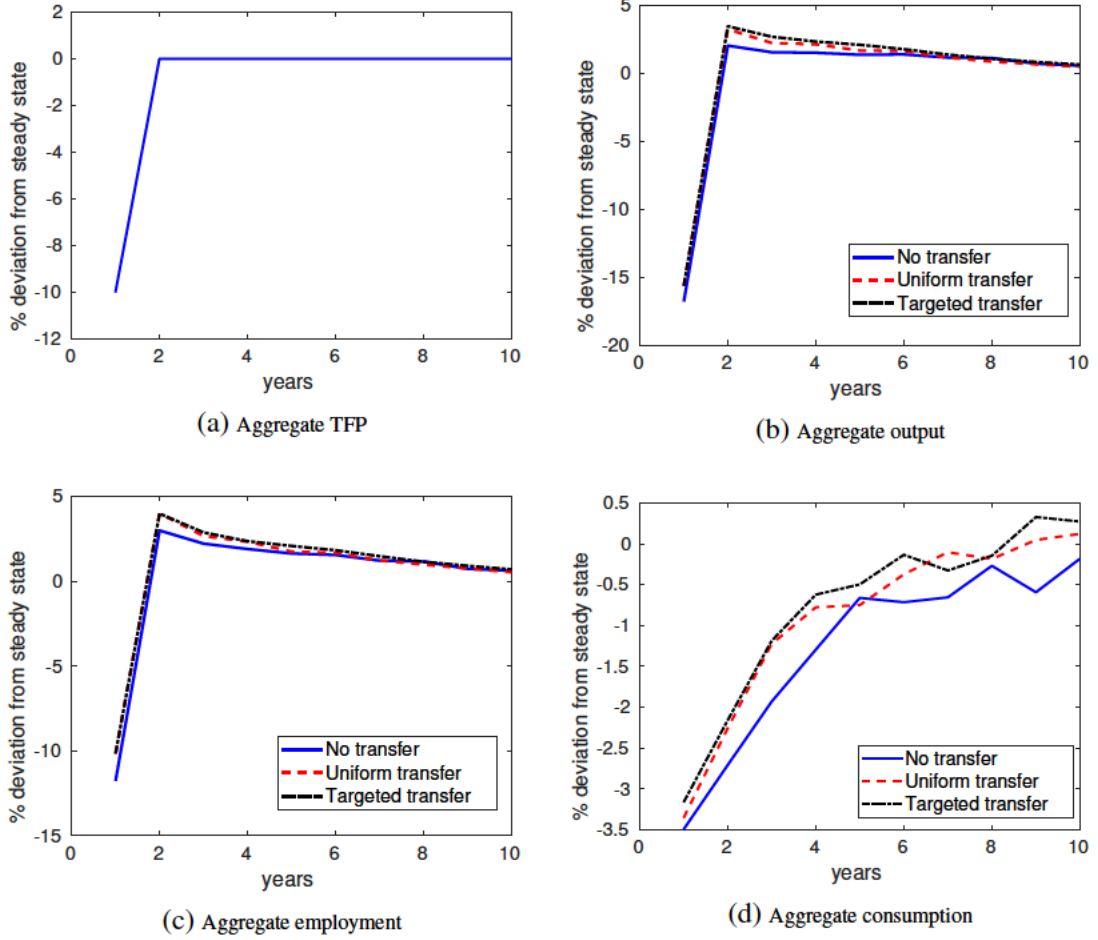 % deviation from steady state
2
0
-2
-4
-6
-8
-10
-12
0 2 4 6 8 10
years
(a) Aggregate TFP
% deviation from steady state
5
0
-5
-10
-15
-20
No transfer
Uniform transfer
Targeted transfer
0 2 4 6 8 10
years
(b) Aggregate output
% deviation from steady state
5
0
-5
-10
-15
No transfer
Uniform transfer
Targeted transfer
0 2 4 6 8 10
years
(c) Aggregate employment
% deviation from steady state
0.5
0
-0.5
-1
-1.5
-2
-2.5
-3
-3.5
No transfer
Uniform transfer
Targeted transfer
0 2 4 6 8 10
years
(d) Aggregate consumption